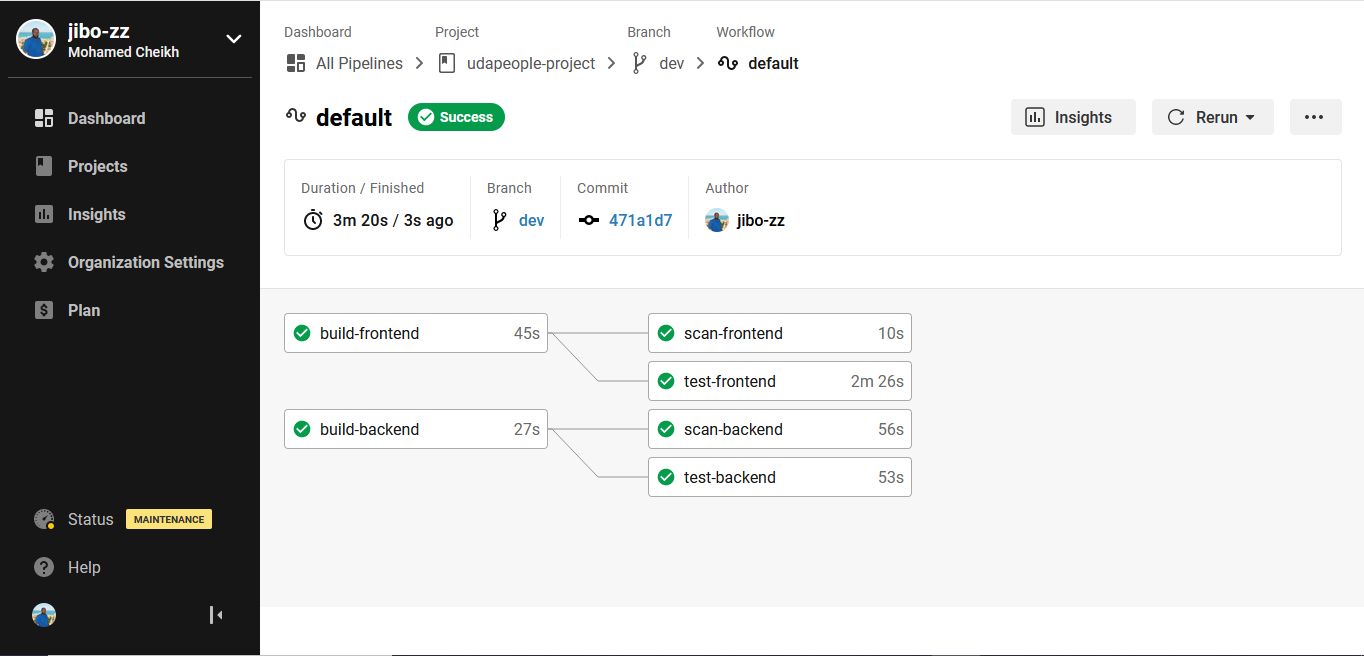 jibo-zz
Mohamed Cheikh
Dashboard
Projects
Insights
Organization Settings
Plan
Status MAINTENANCE
Help
Dashboard Project Branch Workflow
All Pipelines udapeople-project dev default
default Success
Insights Rerun
Duration / Finished Branch Commit Author
3m 20s / 3s ago dev 471a1d7 jibo-zz
build-frontend 45s scan-frontend 10s
test-frontend 2m 26s
build-backend 27s scan-backend 56s
test-backend 53s